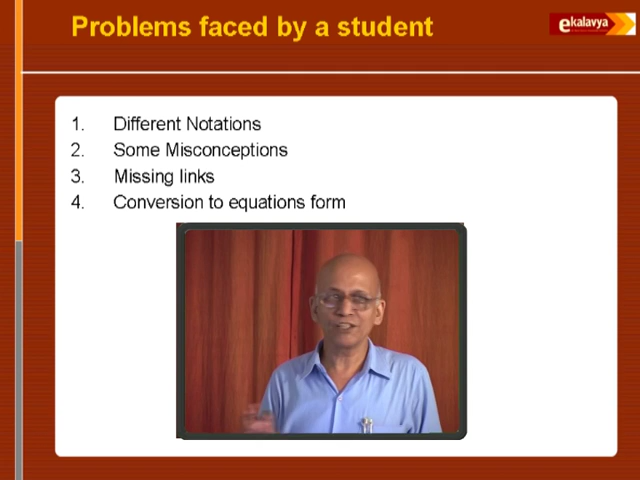 Problems faced by a student
ekalavya
1. Different Notations
2. Some Misconceptions
3. Missing links
4. Conversion to equations form